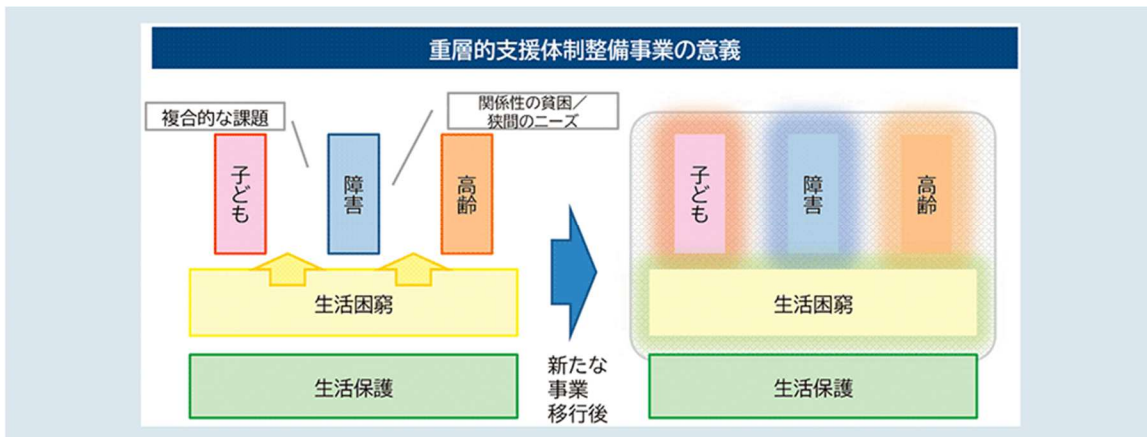 重層的支援体制整備事業の意義
複合的な課題
関係性の貧困／
狭間のニーズ
子ども
障害
高齢
生活困窮
生活保護
新たな
事業
移行後
子ども
障害
高齢
生活困窮
生活保護